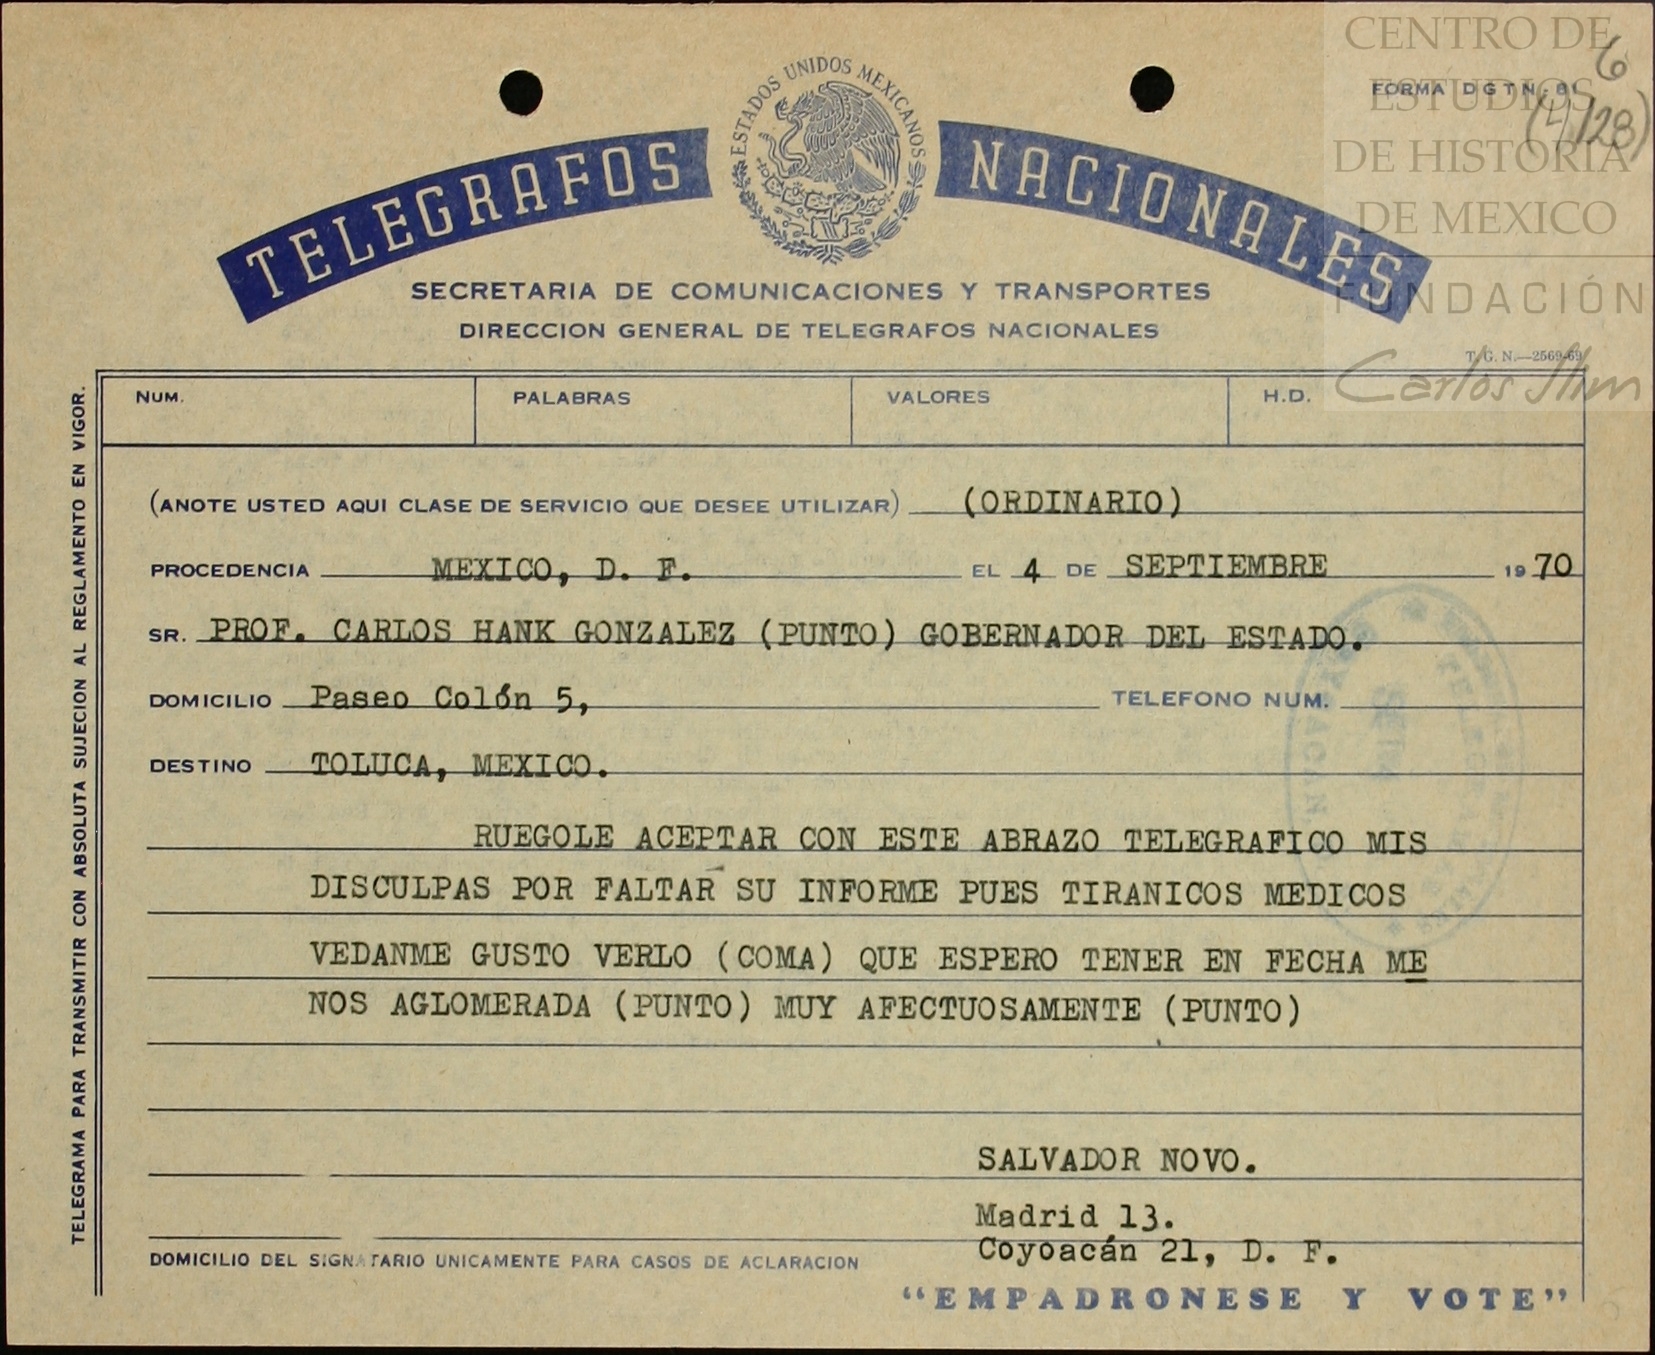 CENTRO DE
ESTUDIOS
DE HISTORIA
DE MEXICO
FUNDACIÓN
Carlos Slim
6
(4/128)
FORMA D G T N - 81
ESTADOS UNIDOS MEXICANOS
TELEGRAFOS NACIONALES
SECRETARIA DE COMUNICACIONES Y TRANSPORTES
DIRECCION GENERAL DE TELEGRAFOS NACIONALES
T. G. N.—2569-69
NUM. PALABRAS VALORES H.D.
(ANOTE USTED AQUI CLASE DE SERVICIO QUE DESEE UTILIZAR) (ORDINARIO)
PROCEDENCIA MEXICO, D. F. EL 4 DE SEPTIEMBRE 1970
SR. PROF. CARLOS HANK GONZALEZ (PUNTO) GOBERNADOR DEL ESTADO.
DOMICILIO Paseo Colón 5, TELEFONO NUM.
DESTINO TOLUCA, MEXICO.
RUEGOLE ACEPTAR CON ESTE ABRAZO TELEGRAFICO MIS
DISCULPAS POR FALTAR SU INFORME PUES TIRANICOS MEDICOS
VEDANME GUSTO VERLO (COMA) QUE ESPERO TENER EN FECHA ME
NOS AGLOMERADA (PUNTO) MUY AFECTUOSAMENTE (PUNTO)
SALVADOR NOVO.
Madrid 13.
Coyoacán 21, D. F.
DOMICILIO DEL SIGNATARIO UNICAMENTE PARA CASOS DE ACLARACION
"EMPADRONESE Y VOTE"
TELEGRAMA PARA TRANSMITIR CON ABSOLUTA SUJECION AL REGLAMENTO EN VIGOR.